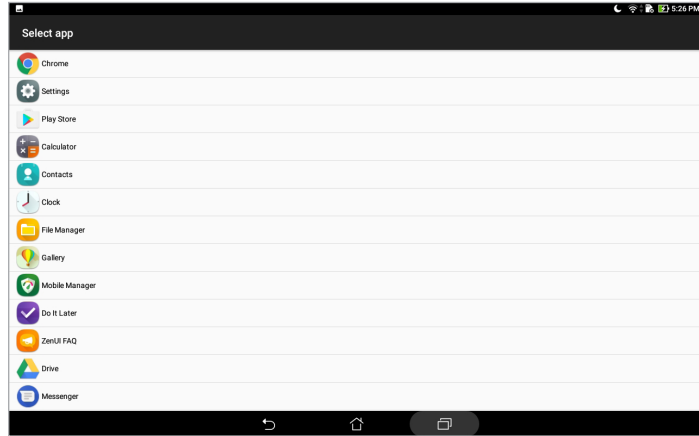 5:26 PM
Select app
Chrome
Settings
Play Store
Calculator
Contacts
Clock
File Manager
Gallery
Mobile Manager
Do It Later
ZenUI FAQ
Drive
Messenger